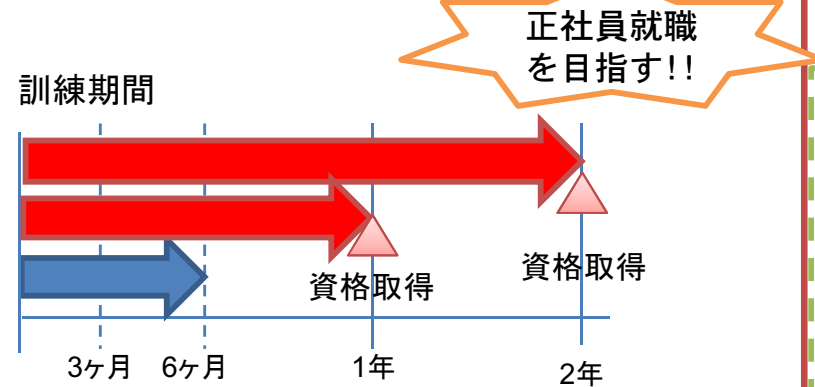 正社員就職
を目指す!!
訓練期間
資格取得
資格取得
3ヶ月
6ヶ月
1年
2年